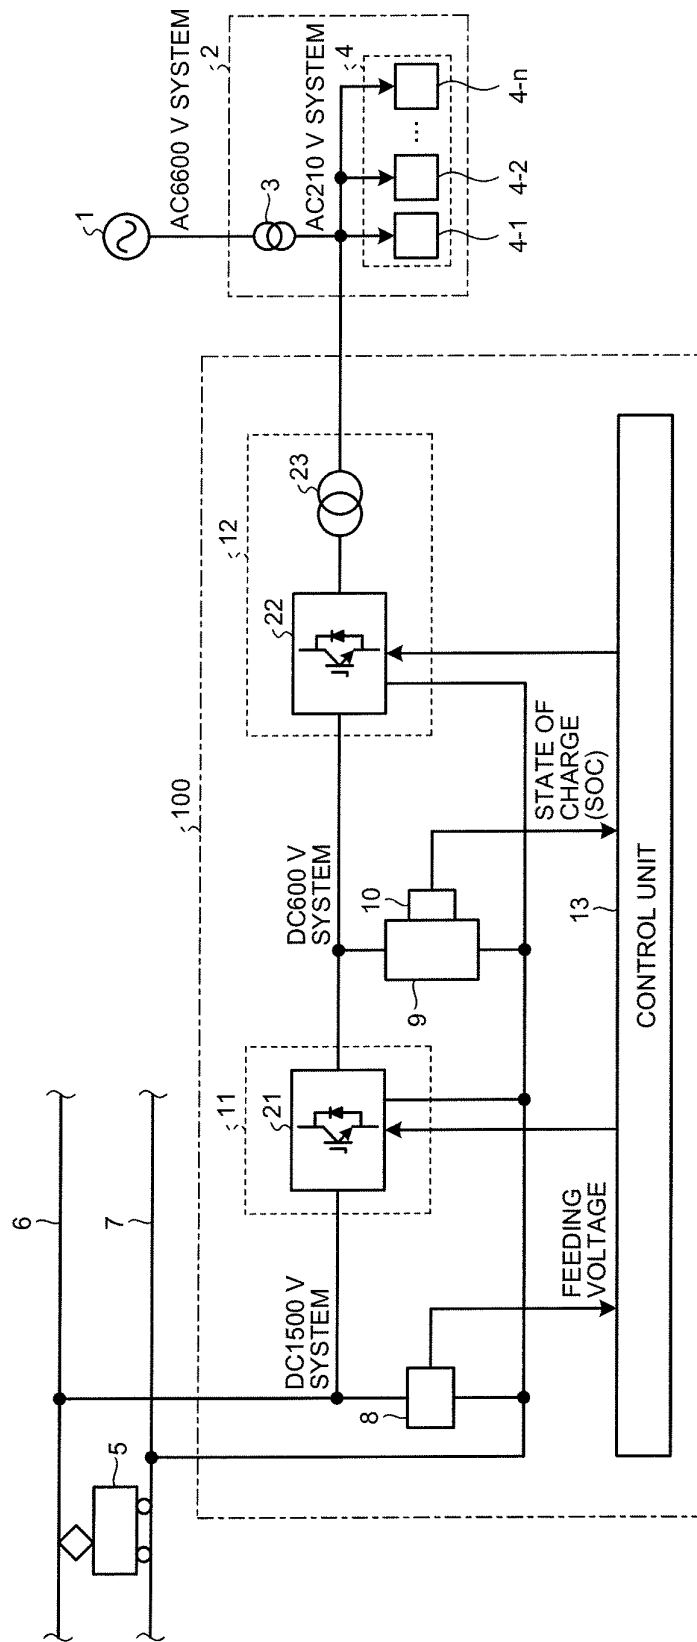 6
7
5
100
DC1500 V
SYSTEM
8
11
21
DC600 V
SYSTEM
10
9
12
22
23
FEEDING
VOLTAGE
STATE OF
CHARGE
(SOC)
13
CONTROL UNIT
1
AC6600 V SYSTEM
2
3
AC210 V SYSTEM
4
...
4-1
4-2
4-n